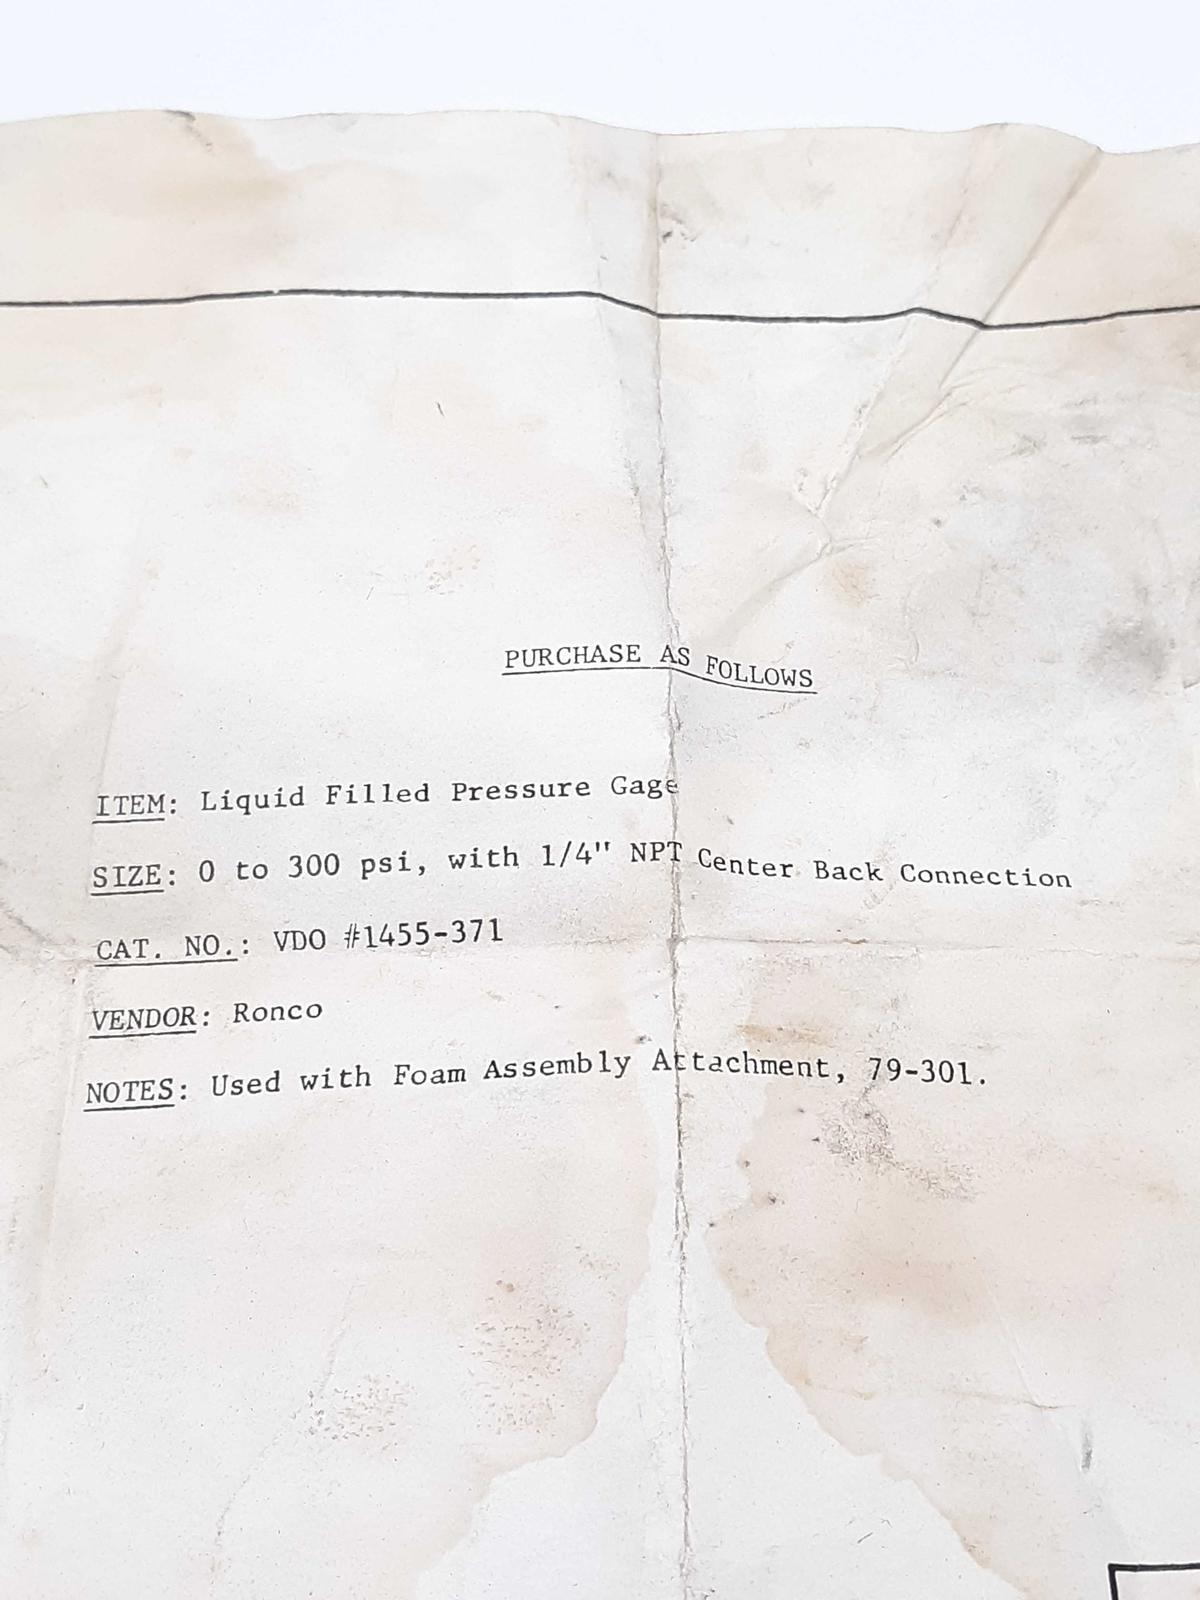 PURCHASE AS FOLLOWS
ITEM: Liquid Filled Pressure Gage
SIZE: 0 to 300 psi, with 1/4" NPT Center Back Connection
CAT. NO.: VDO #1455-371
VENDOR: Ronco
NOTES: Used with Foam Assembly Attachment, 79-301.